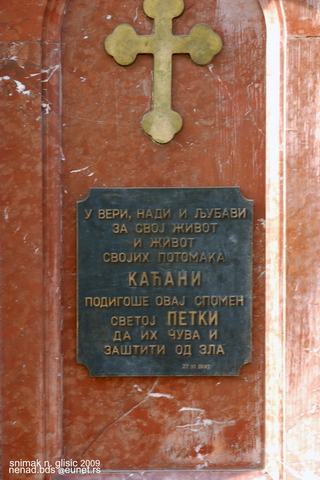 У ВЕРИ, НАДИ И ЉУБАВИ
ЗА СВОЈ ЖИВОТ
И ЖИВОТ
СВОЈИХ ПОТОМАКА
КАЋАНИ
ПОДИГОШЕ ОВАЈ СПОМЕН
СВЕТОЈ ПЕТКИ
ДА ИХ ЧУВА И
ЗАШТИТИ ОД ЗЛА
snimak n. glisic 2009
nenad.bds@eunet.rs